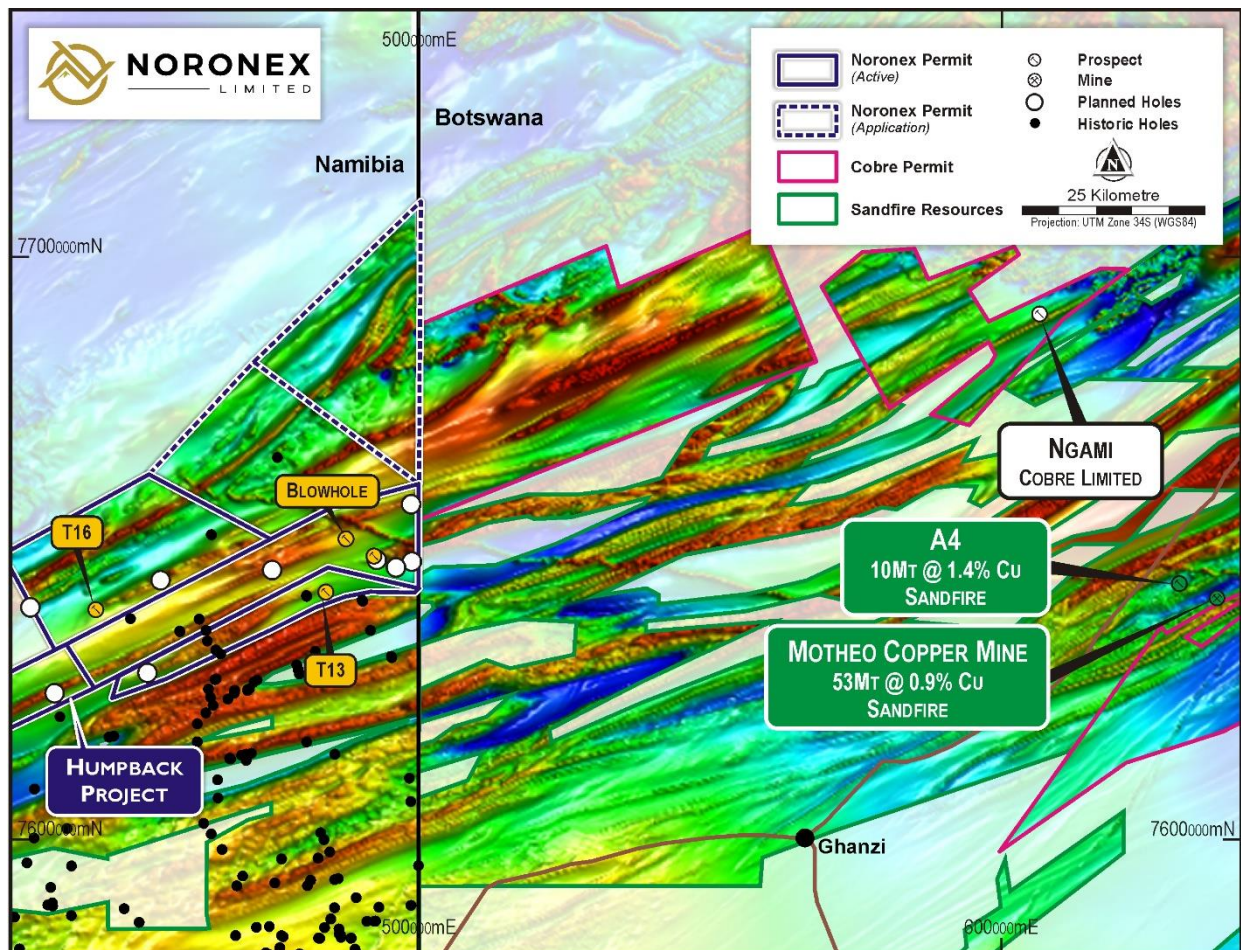 NORONEX
LIMITED
500000mE
Botswana
Namibia
Noronex Permit
(Active)
Noronex Permit
(Application)
Cobre Permit
Sandfire Resources
Prospect
Mine
Planned Holes
Historic Holes
N
25 Kilometre
Projection: UTM Zone 34S (WGS84)
7700000mN
BLOWHOLE
T16
T13
NGAMI
COBRE LIMITED
A4
10MT @ 1.4% CU
SANDFIRE
MOTHEO COPPER MINE
53MT @ 0.9% CU
SANDFIRE
HUMPBACK
PROJECT
7600000mN
7600000mN
Ghanzi
500000mE
600000mE